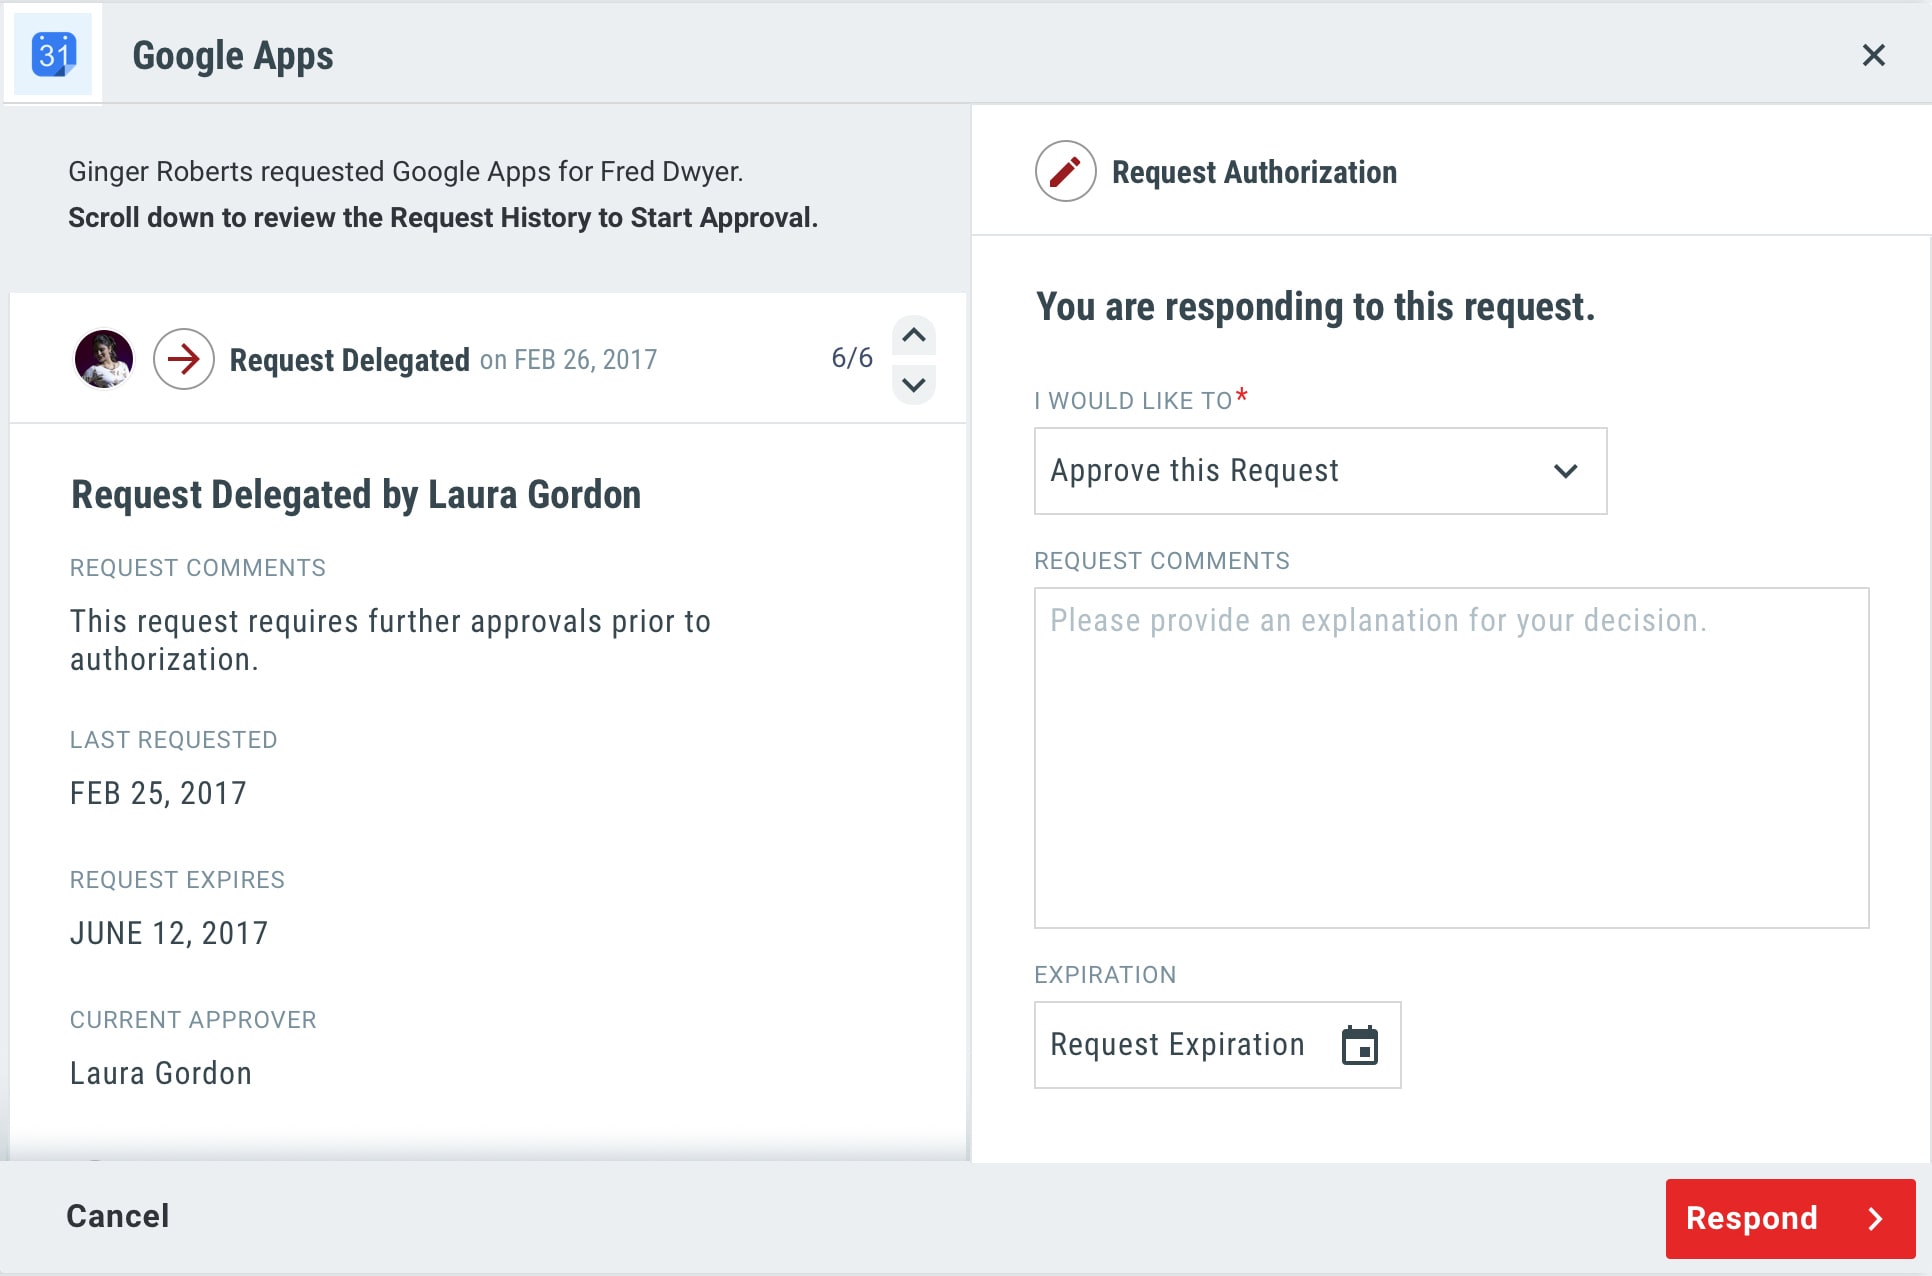 31
Google Apps
Ginger Roberts requested Google Apps for Fred Dwyer.
Scroll down to review the Request History to Start Approval.
Request Delegated on FEB 26, 2017
6/6
Request Delegated by Laura Gordon
REQUEST COMMENTS
This request requires further approvals prior to
authorization.
LAST REQUESTED
FEB 25, 2017
REQUEST EXPIRES
JUNE 12, 2017
CURRENT APPROVER
Laura Gordon
Request Authorization
You are responding to this request.
I WOULD LIKE TO*
Approve this Request
REQUEST COMMENTS
Please provide an explanation for your decision.
EXPIRATION
Request Expiration
Cancel
Respond